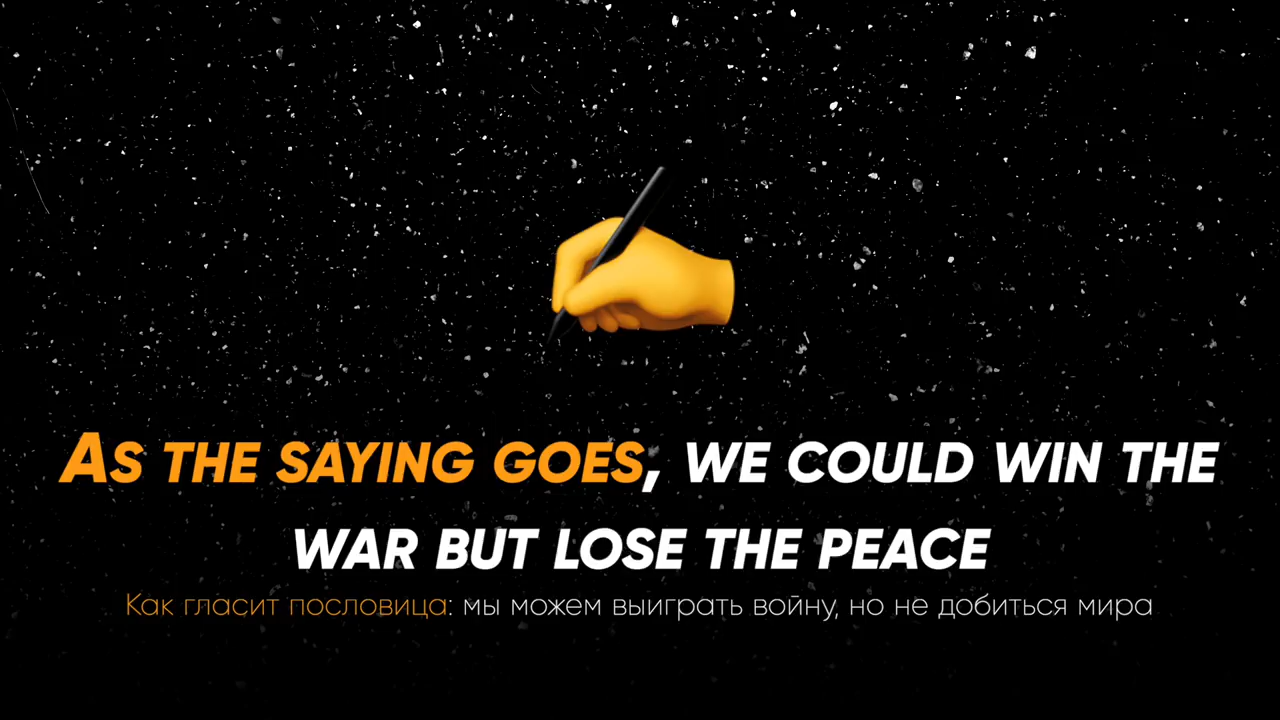 As the saying goes, we could win the
war but lose the peace
Как гласит пословица: мы можем выиграть войну, но не добиться мира